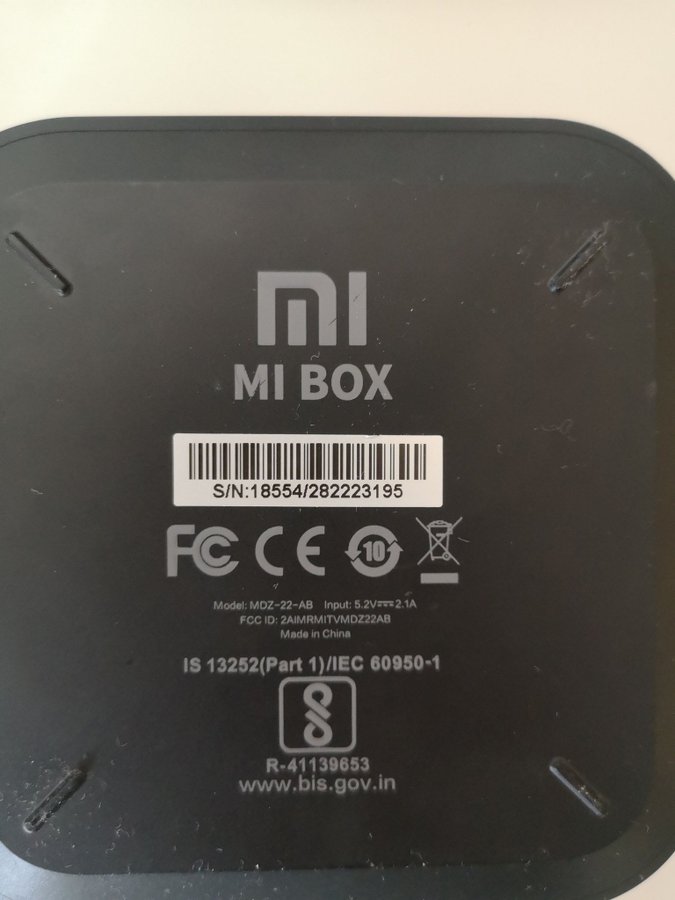 MI
MI BOX
S/N:18554/282223195
FC CE 10
Model: MDZ-22-AB Input: 5.2V⎓2.1A
FCC ID: 2AIMRMITVMDZ22AB
Made in China
IS 13252(Part 1)/IEC 60950-1
R-41139653
www.bis.gov.in